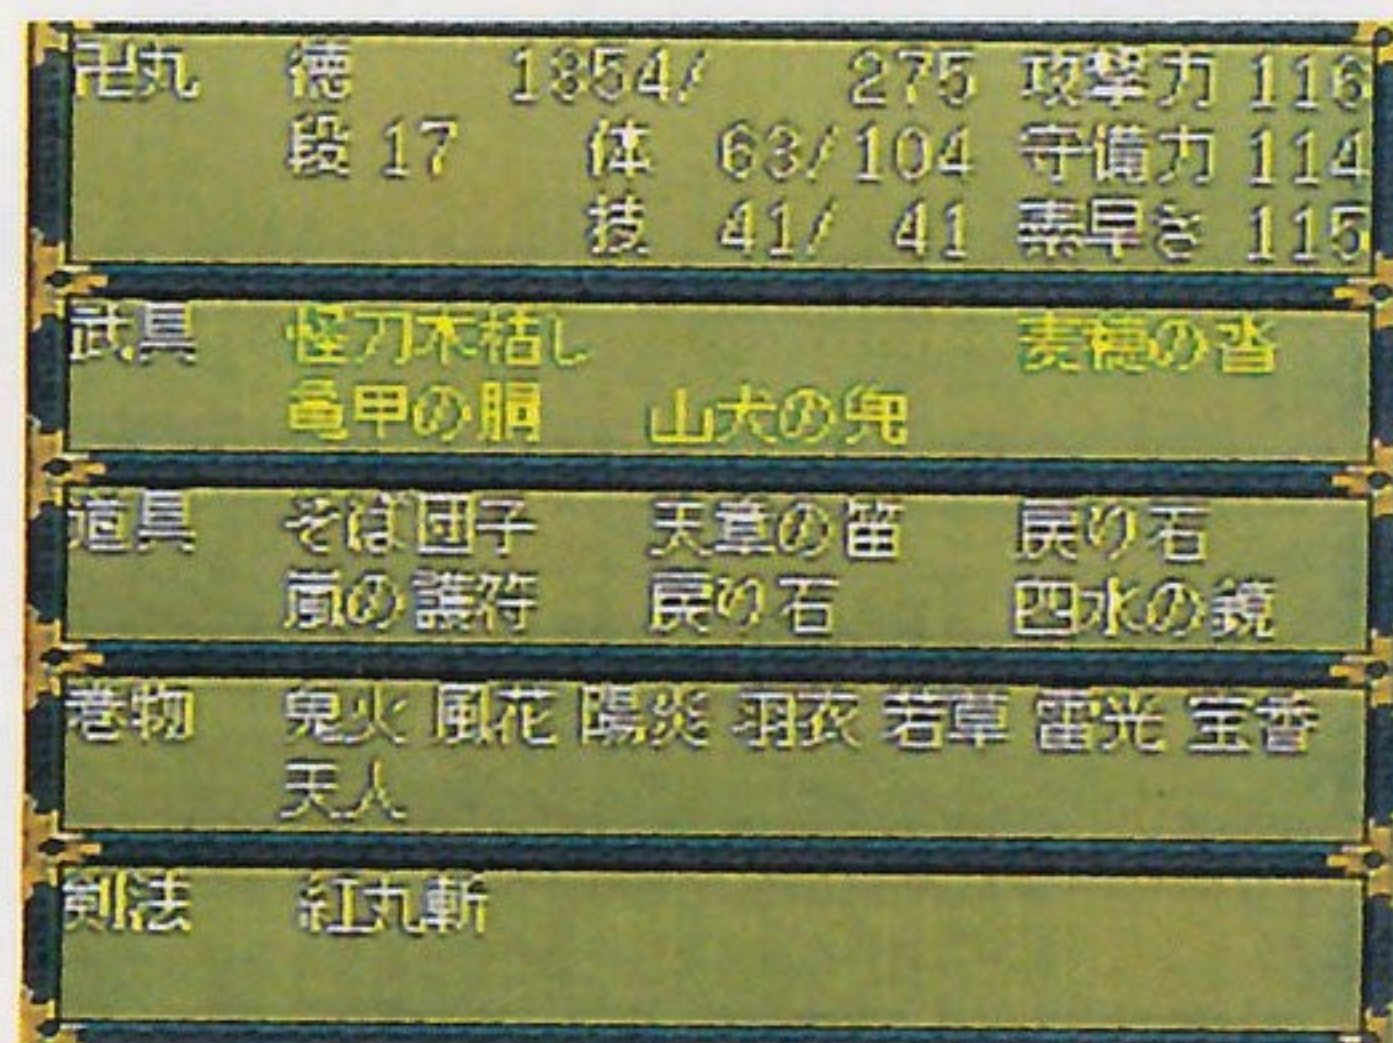 卍丸 徳 1854/ 275 攻撃力 116
段 17 体 63/104 守備力 114
技 41/ 41 素早さ 115
武具 怪刀木枯し 麦穂の沓
亀甲の胴 山犬の兜
道具 そば団子 天章の笛 戻り石
嵐の護符 戻り石 四水の鏡
巻物 鬼火 風花 陽炎 羽衣 若草 雷光 宝香
天人
剣法 紅丸斬